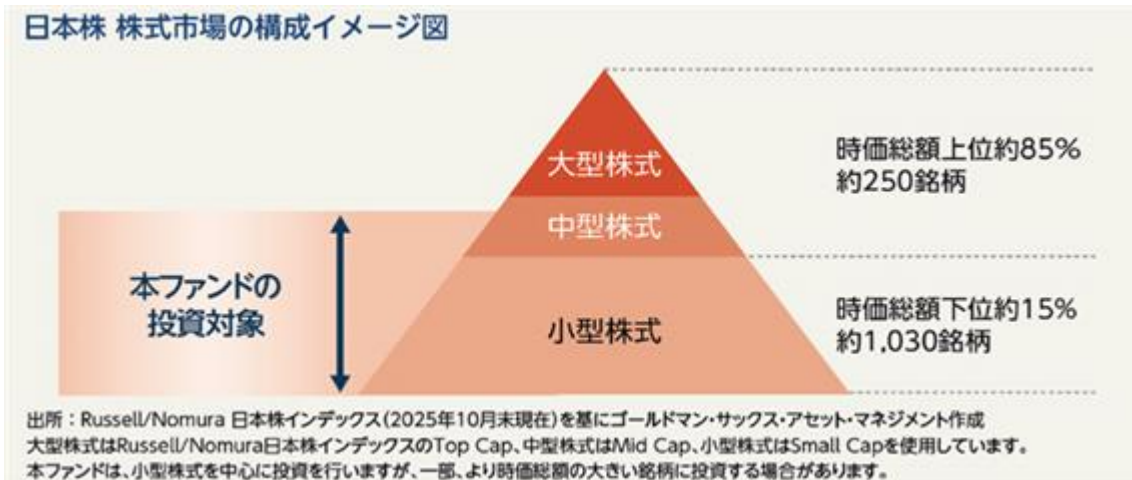 日本株 株式市場の構成イメージ図
大型株式
時価総額上位約85%
約250銘柄
中型株式
本ファンドの
投資対象
小型株式
時価総額下位約15%
約1,030銘柄
出所：Russell/Nomura 日本株インデックス(2025年10月末現在)を基にゴールドマン・サックス・アセット・マネジメント作成
大型株式はRussell/Nomura日本株インデックスのTop Cap、中型株式はMid Cap、小型株式はSmall Capを使用しています。
本ファンドは、小型株式を中心に投資を行いますが、一部、より時価総額の大きい銘柄に投資する場合があります。